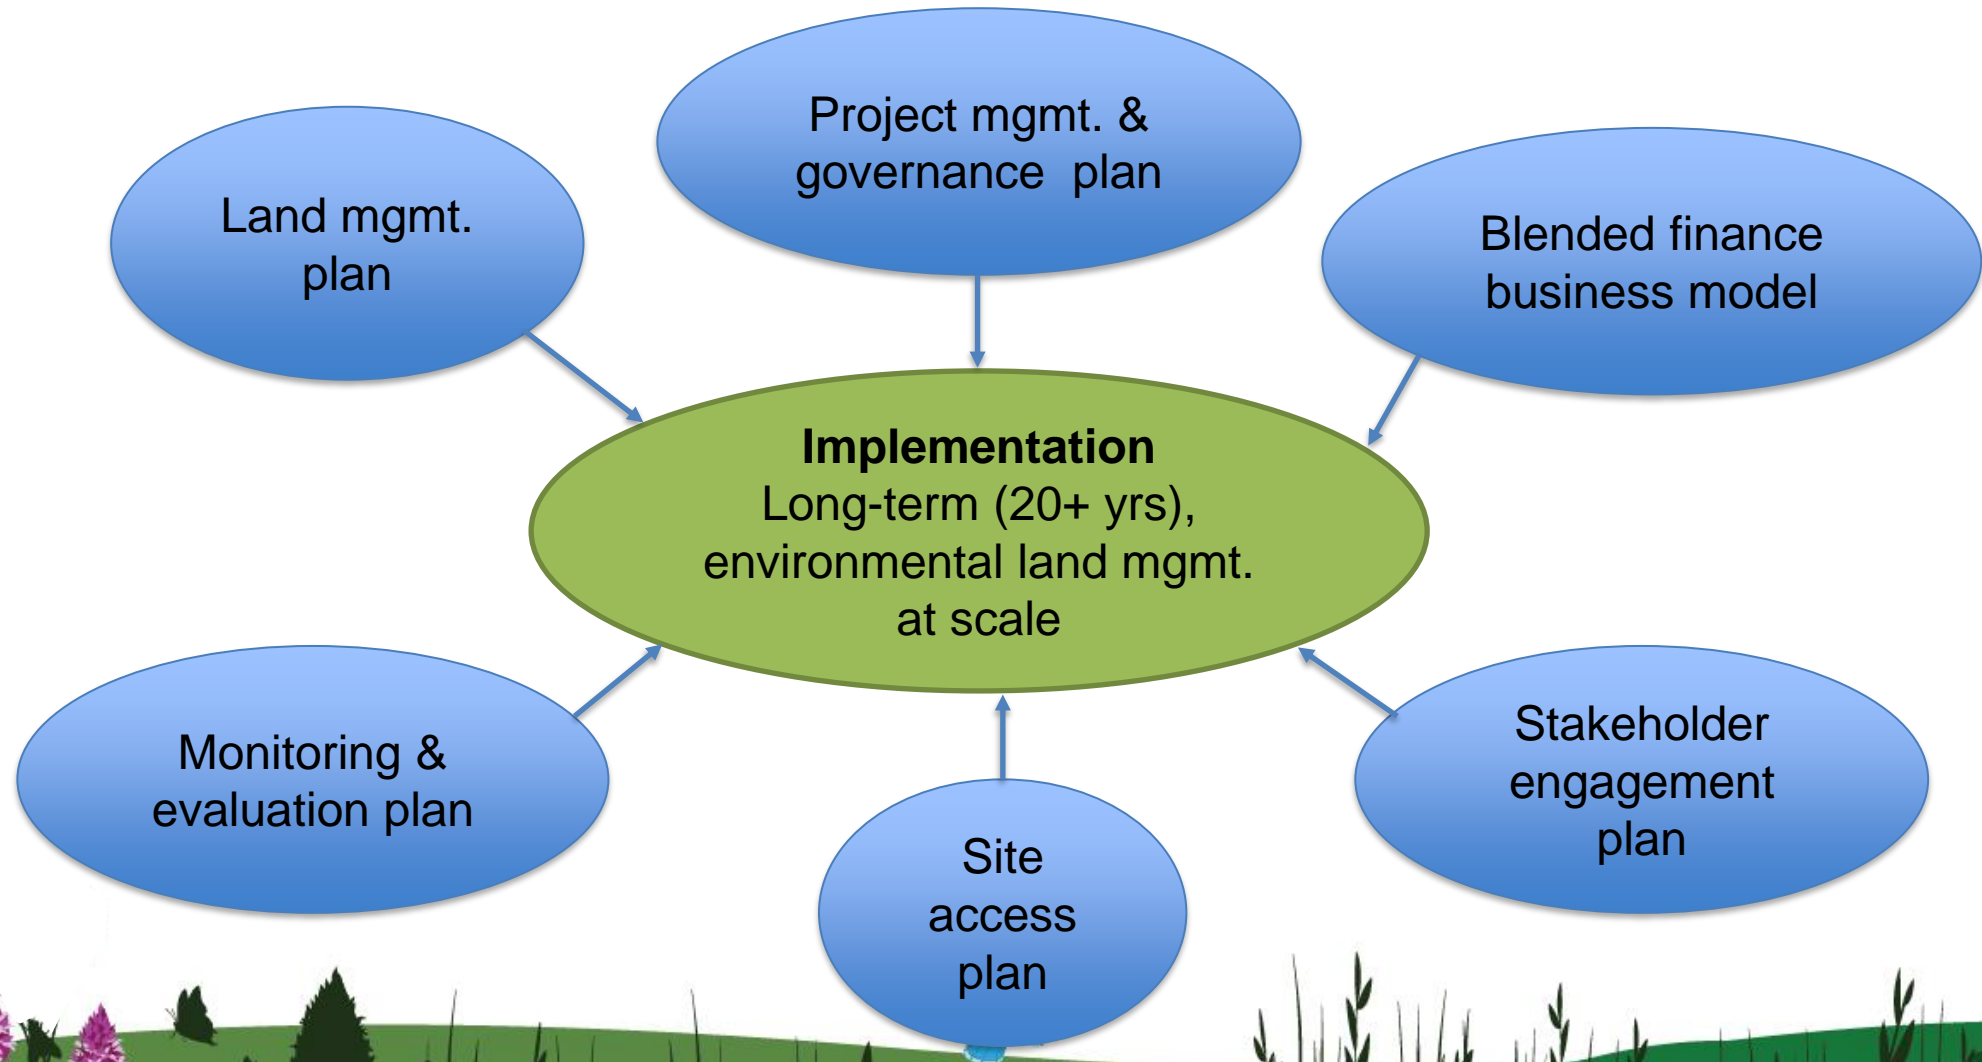 Project mgmt. &
governance plan
Land mgmt.
plan
Blended finance
business model
Implementation
Long-term (20+ yrs),
environmental land mgmt.
at scale
Monitoring &
evaluation plan
Site
access
plan
Stakeholder
engagement
plan